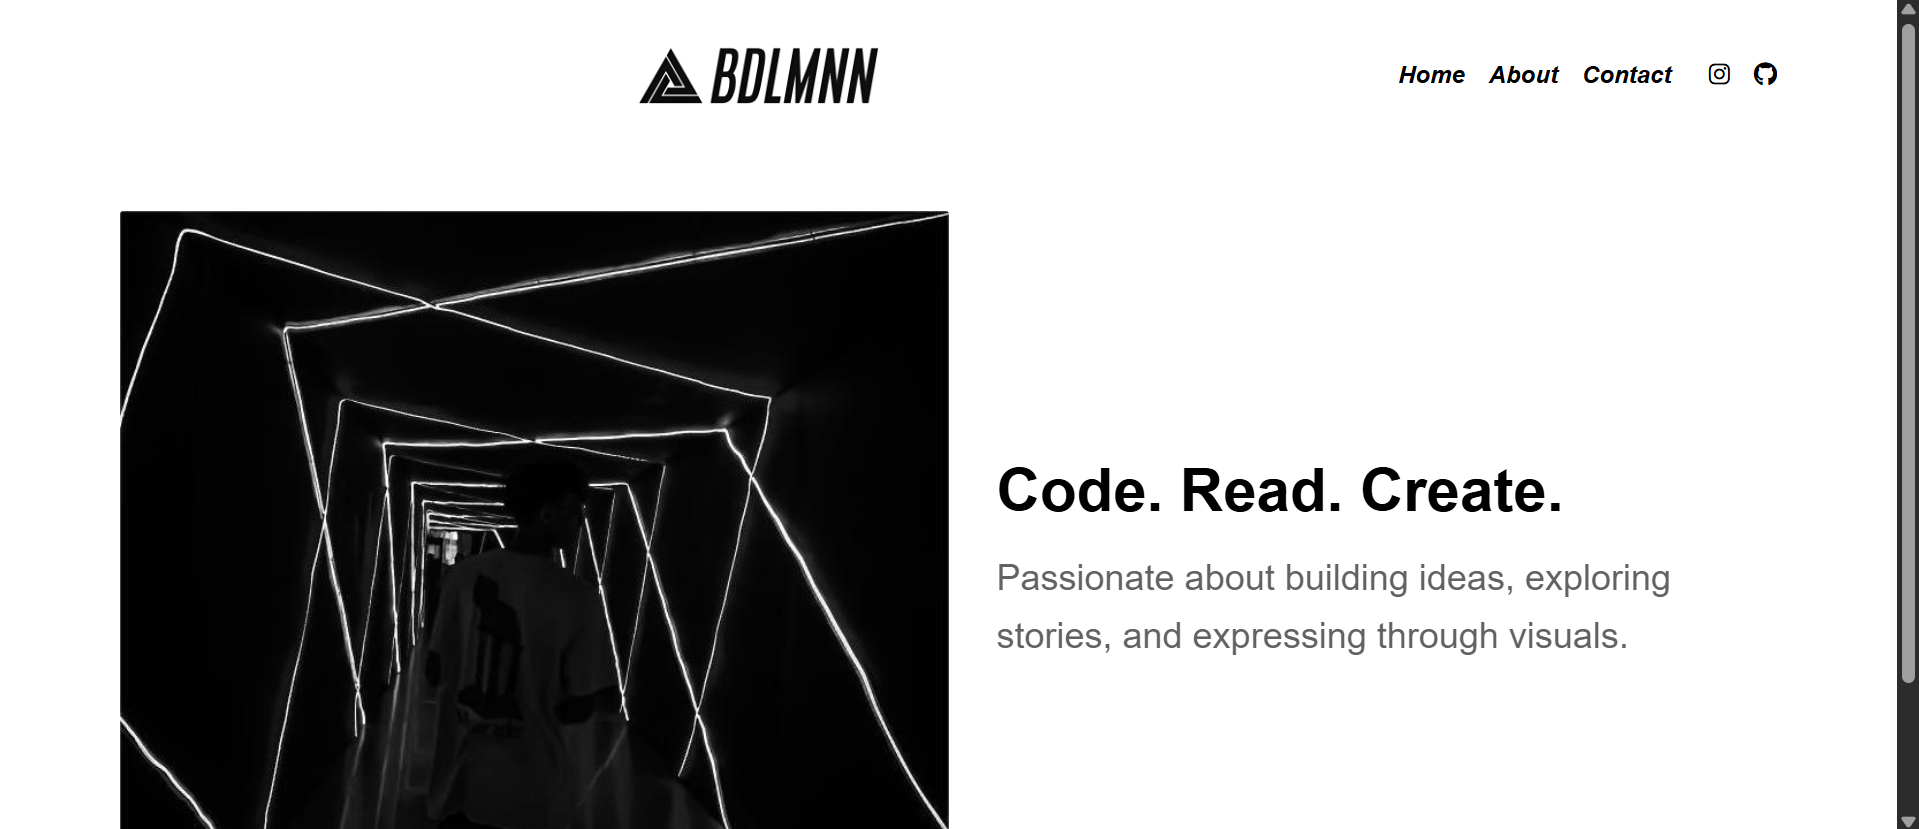 BDLMNN
Home About Contact
Code. Read. Create.
Passionate about building ideas, exploring
stories, and expressing through visuals.